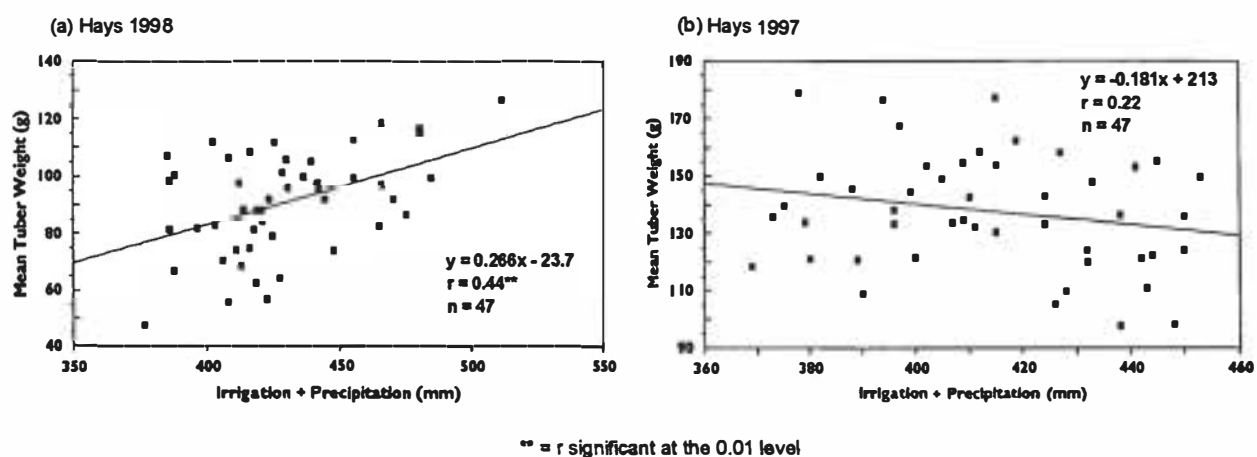 (a) Hays 1998
140
120
100
80
60
40
Mean Tuber Weight (g)
y = 0.266x - 23.7
r = 0.44**
n = 47
350
400
450
500
550
Irrigation + Precipitation (mm)
(b) Hays 1997
190
170
150
130
110
90
Mean Tuber Weight (g)
y = -0.181x + 213
r = 0.22
n = 47
360
380
400
420
440
460
Irrigation + Precipitation (mm)
** = r significant at the 0.01 level